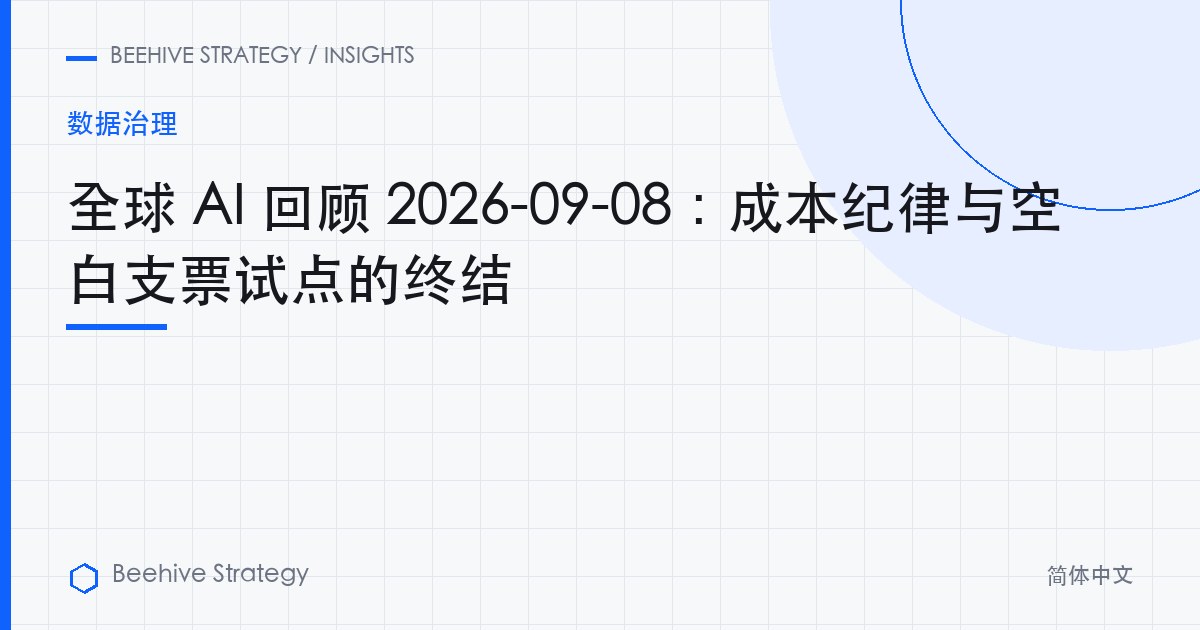 BEEHIVE STRATEGY / INSIGHTS
数据治理
全球 AI 回顾 2026-09-08：成本纪律与空
白支票试点的终结
Beehive Strategy
简体中文